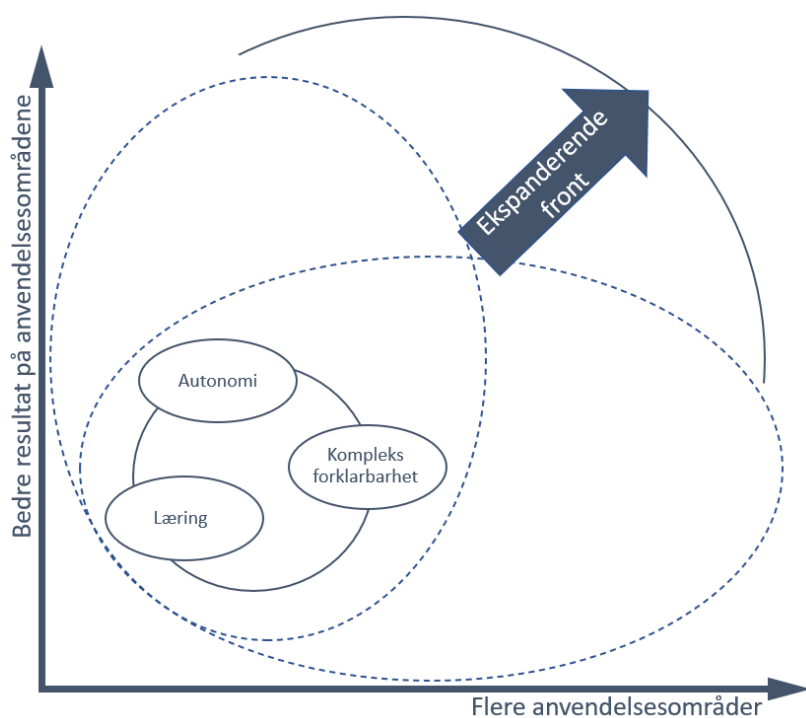 Bedre resultat på anvendelsesområdene
Ekspanderende
front
Autonomi
Kompleks
forklarbarhet
Læring
Flere anvendelsesområder